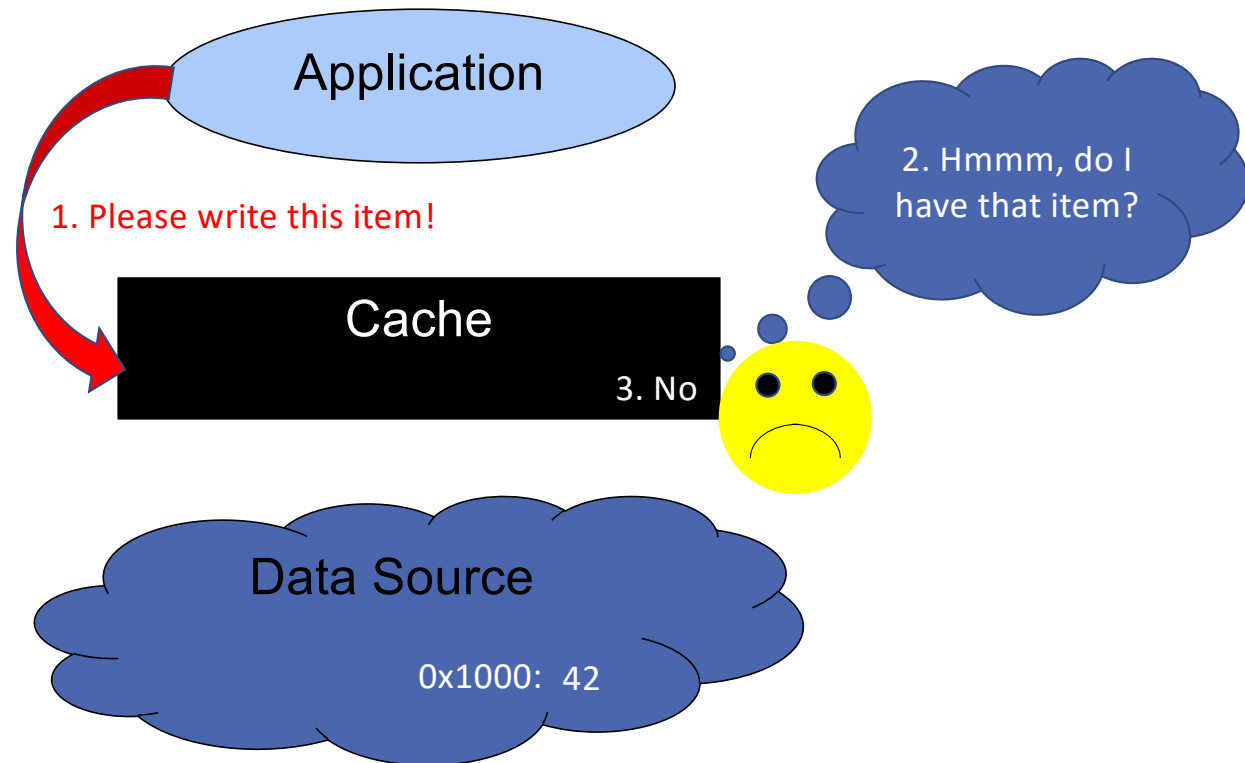 Application
1. Please write this item!
2. Hmmm, do I
have that item?
Cache
3. No
Data Source
0x1000: 42